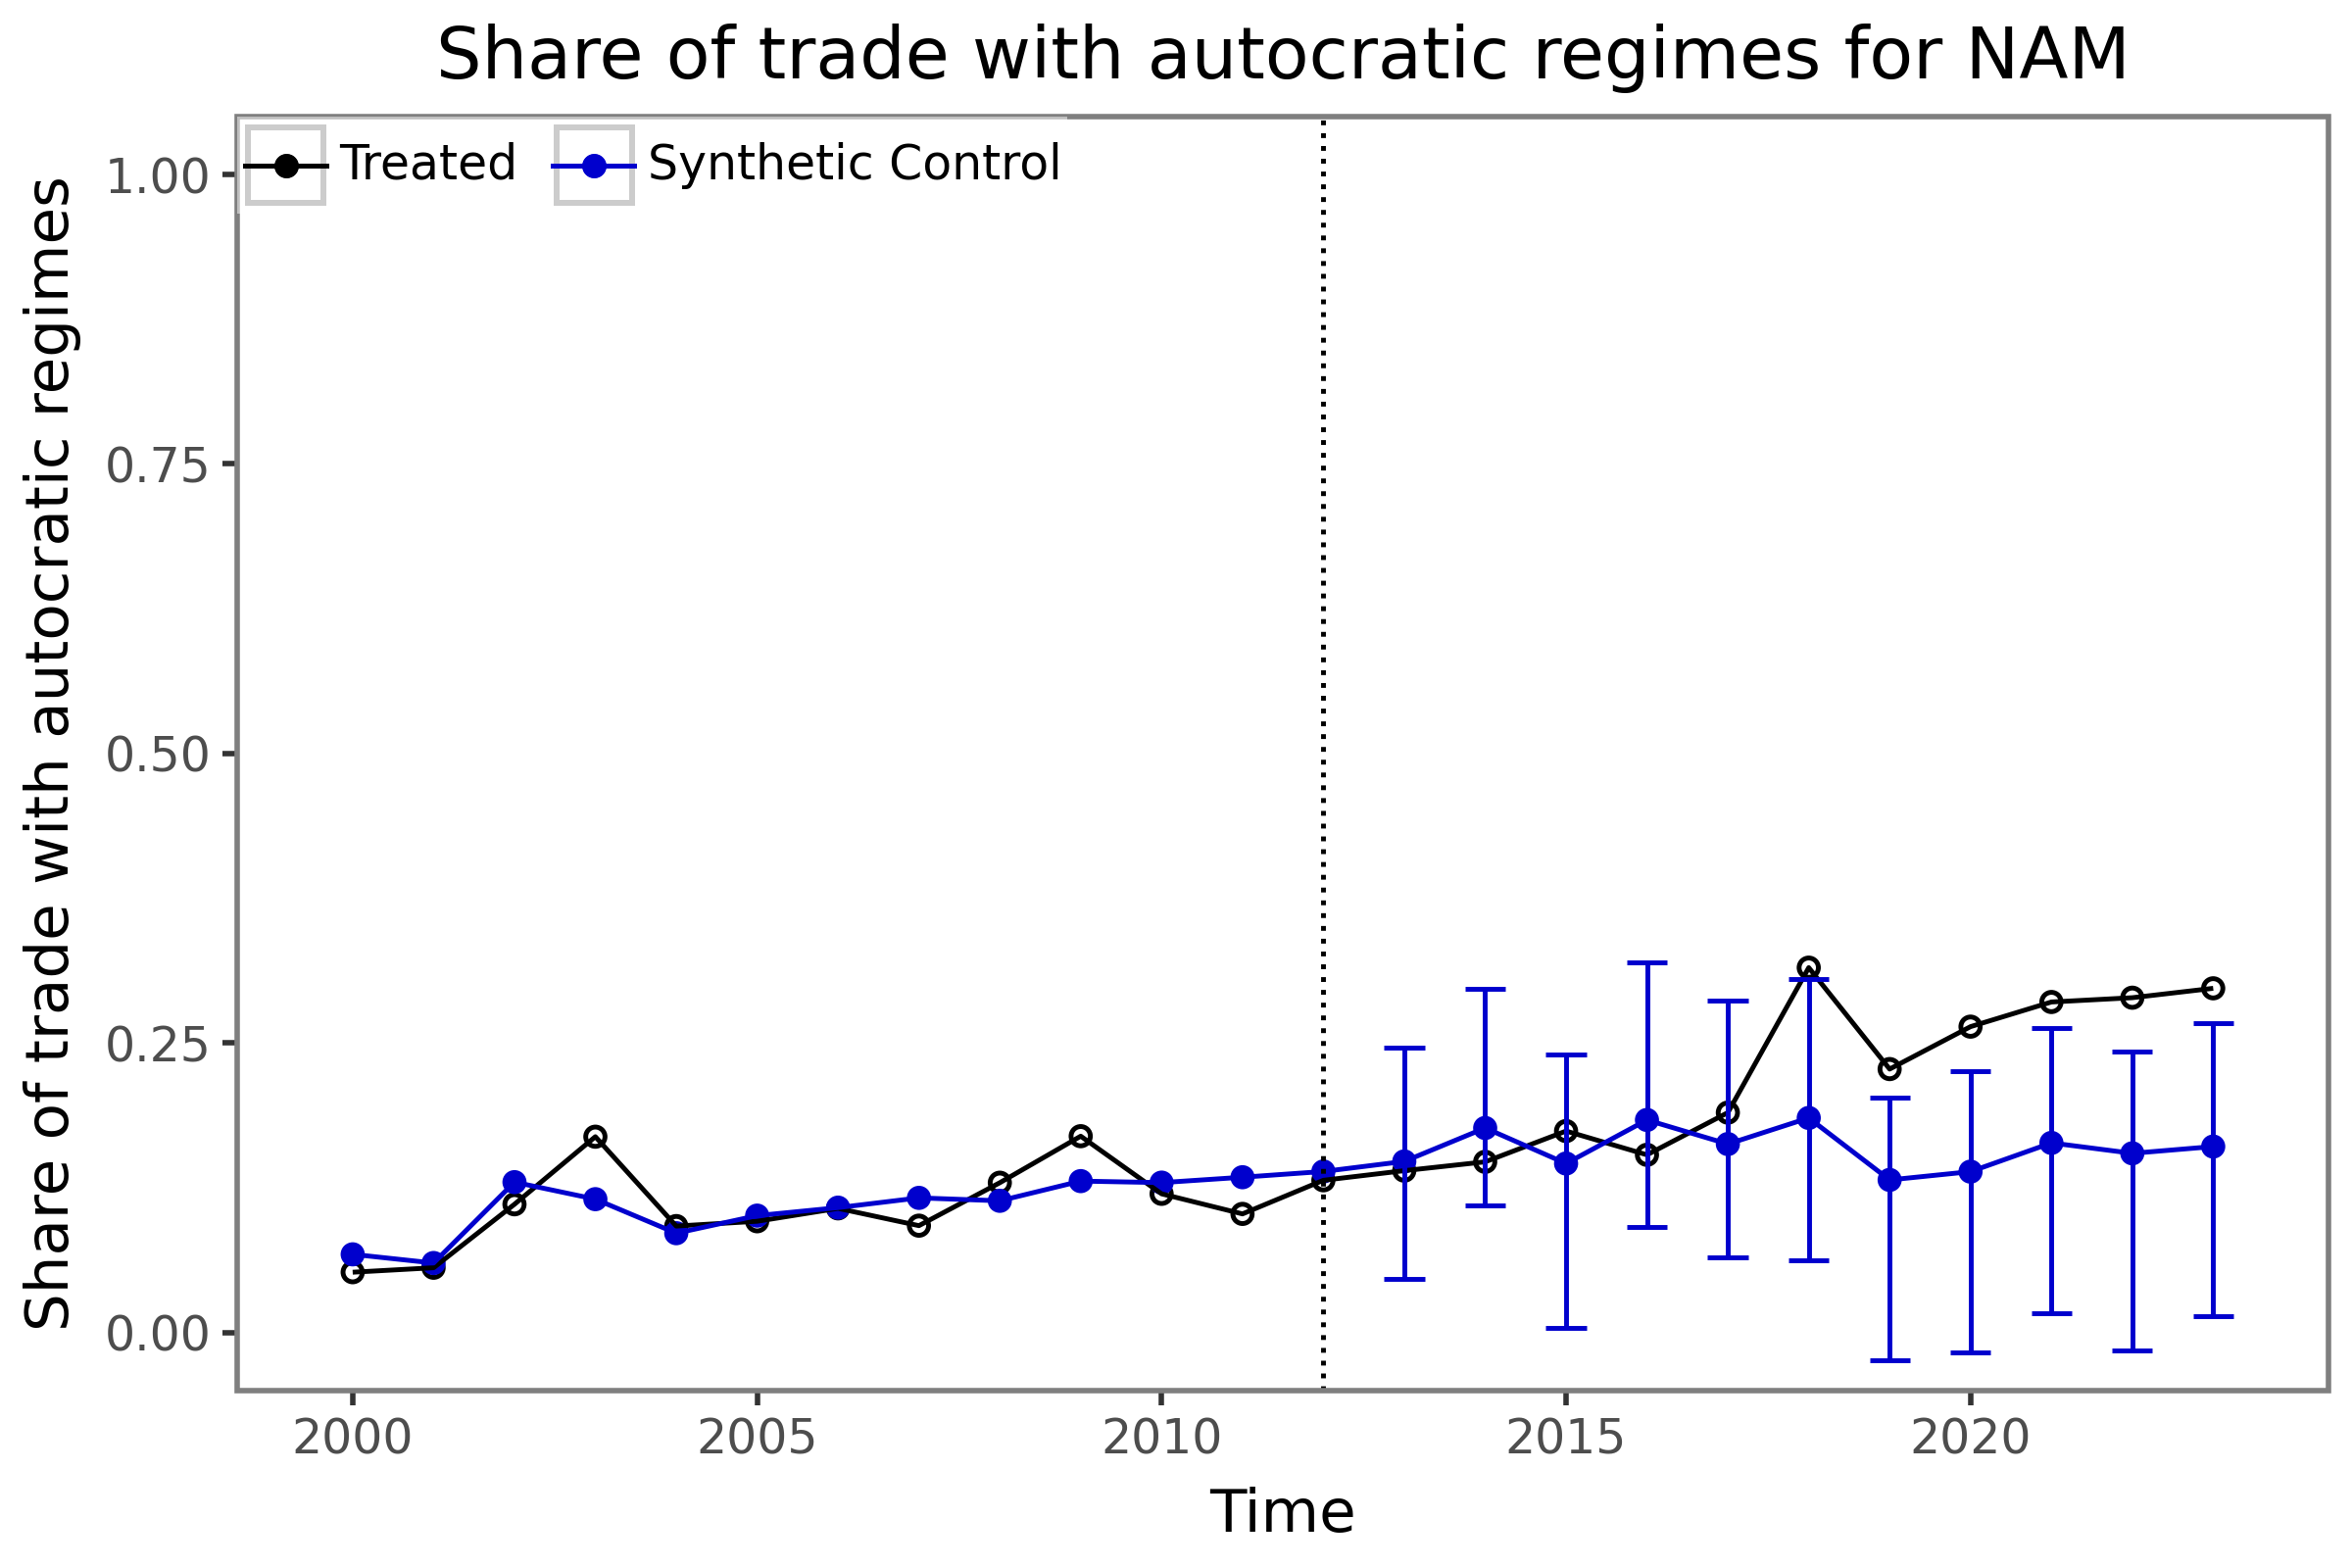 Share of trade with autocratic regimes for NAM
Treated
Synthetic Control
Share of trade with autocratic regimes
1.00
0.75
0.50
0.25
0.00
2000
2005
2010
2015
2020
Time